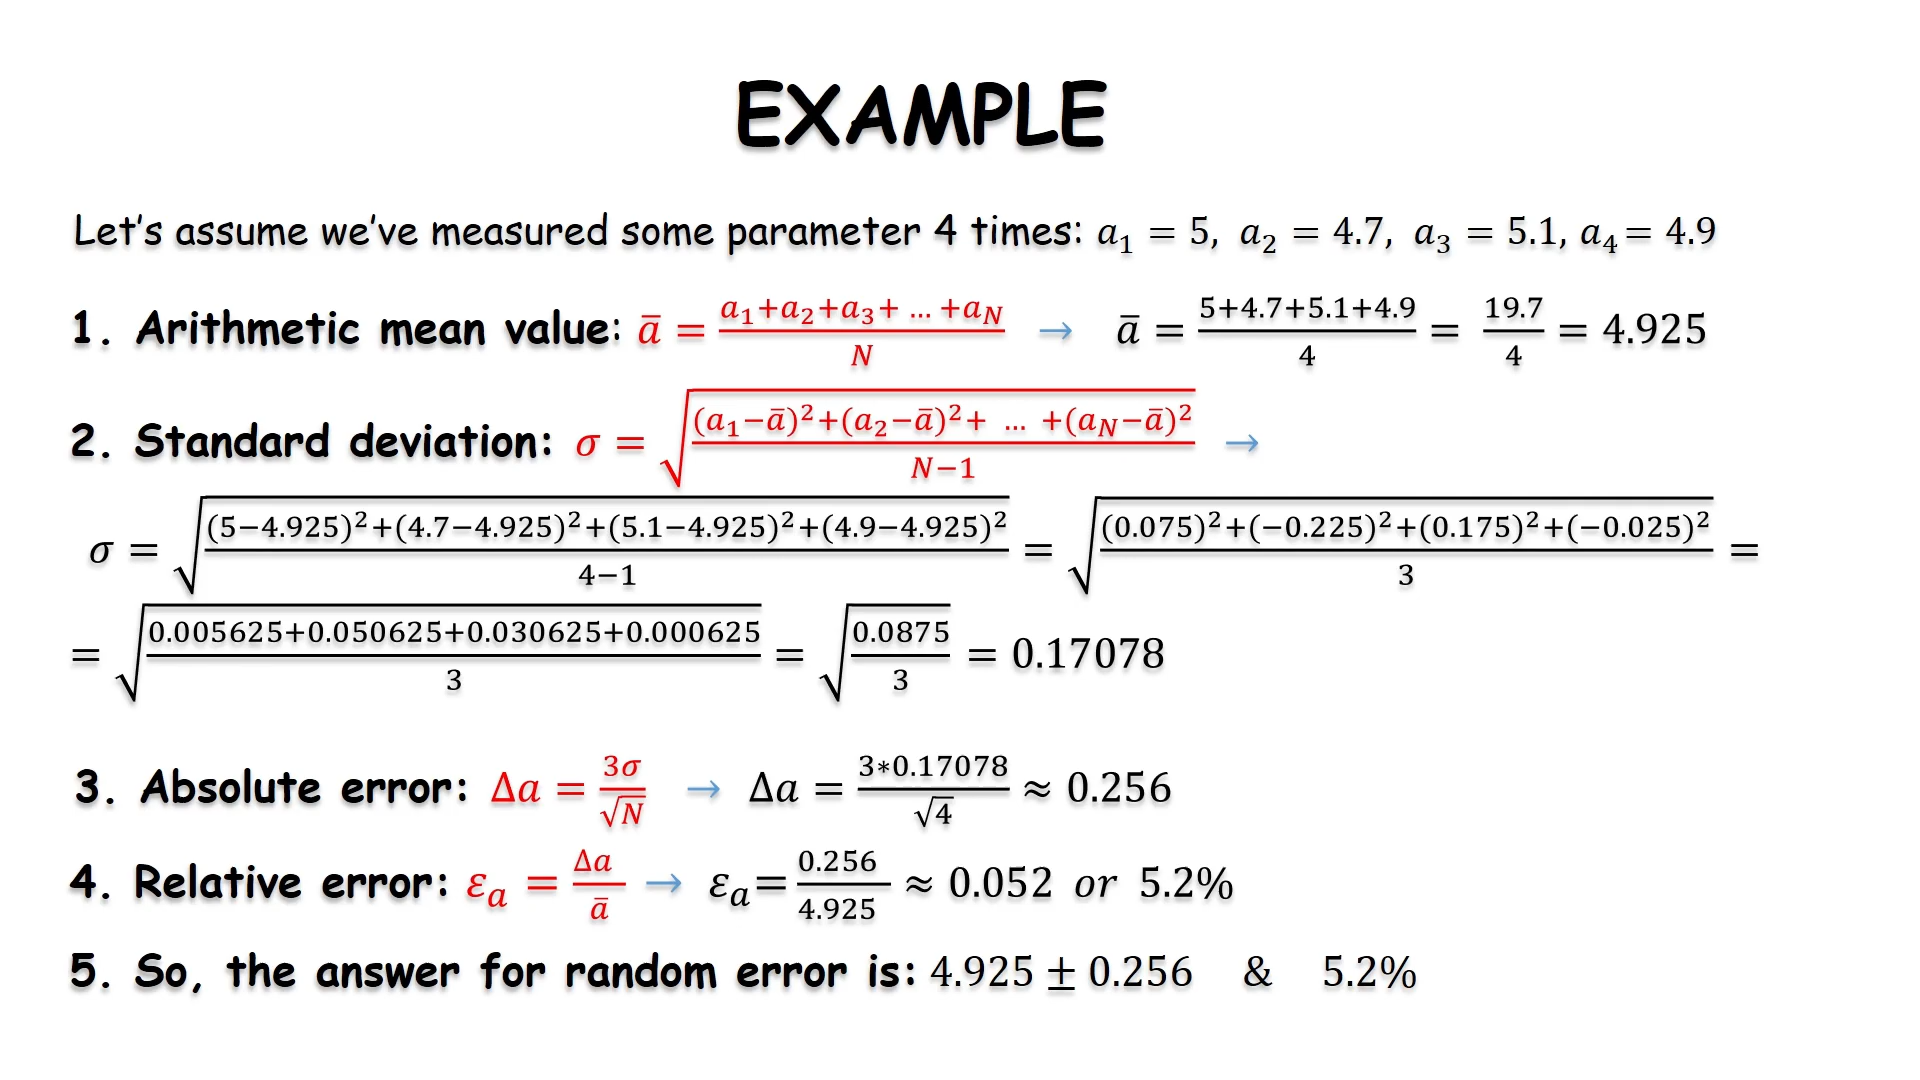 EXAMPLE
Let's assume we've measured some parameter 4 times: a₁ = 5, a₂ = 4.7, a₃ = 5.1, a₄ = 4.9
1. Arithmetic mean value: ā = (a₁+a₂+a₃+ ... +a_N)/N → ā = (5+4.7+5.1+4.9)/4 = 19.7/4 = 4.925
2. Standard deviation: σ = √(((a₁−ā)²+(a₂−ā)²+ ... +(a_N−ā)²)/(N−1)) →
σ = √(((5−4.925)²+(4.7−4.925)²+(5.1−4.925)²+(4.9−4.925)²)/(4−1)) = √(((0.075)²+(−0.225)²+(0.175)²+(−0.025)²)/3) =
= √((0.005625+0.050625+0.030625+0.000625)/3) = √(0.0875/3) = 0.17078
3. Absolute error: Δa = 3σ/√N → Δa = (3*0.17078)/√4 ≈ 0.256
4. Relative error: εₐ = Δa/ā → εₐ = 0.256/4.925 ≈ 0.052 or 5.2%
5. So, the answer for random error is: 4.925 ± 0.256 & 5.2%